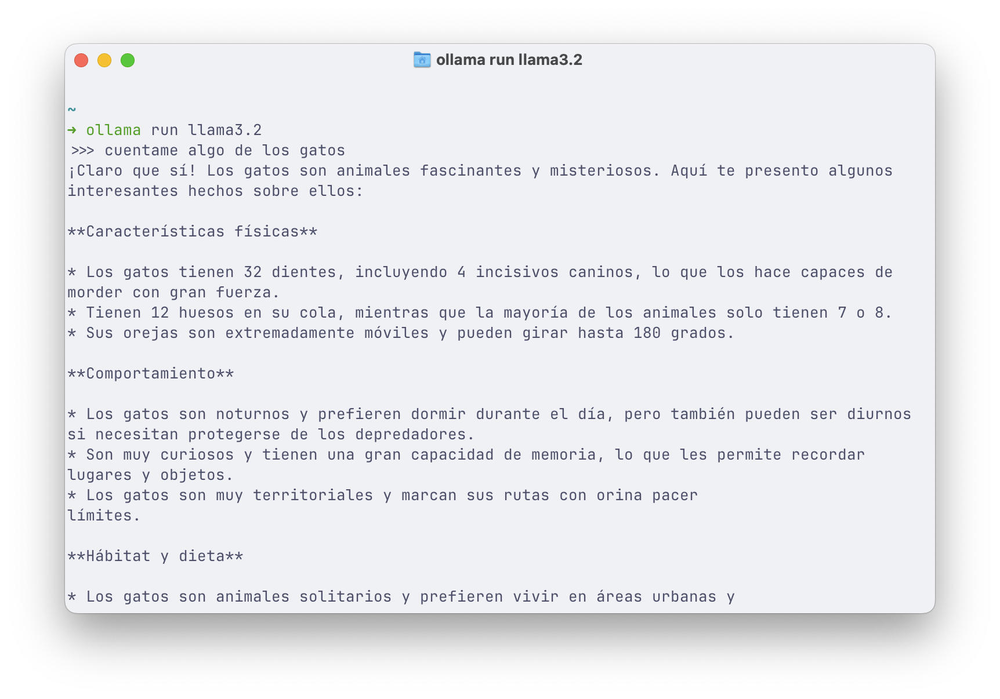 ollama run llama3.2
~
➜ ollama run llama3.2
>>> cuentame algo de los gatos
¡Claro que sí! Los gatos son animales fascinantes y misteriosos. Aquí te presento algunos
interesantes hechos sobre ellos:
**Características físicas**
* Los gatos tienen 32 dientes, incluyendo 4 incisivos caninos, lo que los hace capaces de
morder con gran fuerza.
* Tienen 12 huesos en su cola, mientras que la mayoría de los animales solo tienen 7 o 8.
* Sus orejas son extremadamente móviles y pueden girar hasta 180 grados.
**Comportamiento**
* Los gatos son noturnos y prefieren dormir durante el día, pero también pueden ser diurnos
si necesitan protegerse de los depredadores.
* Son muy curiosos y tienen una gran capacidad de memoria, lo que les permite recordar
lugares y objetos.
* Los gatos son muy territoriales y marcan sus rutas con orina pacer
límites.
**Hábitat y dieta**
* Los gatos son animales solitarios y prefieren vivir en áreas urbanas y